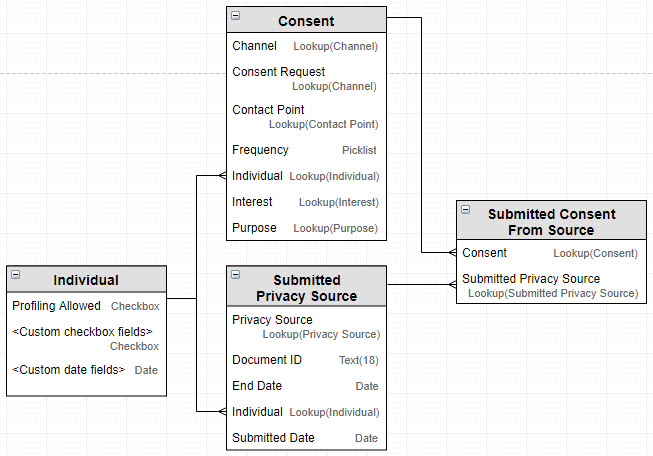 Consent
Channel Lookup(Channel)
Consent Request
Lookup(Channel)
Contact Point
Lookup(Contact Point)
Frequency Picklist
Individual Lookup(Individual)
Interest Lookup(Interest)
Purpose Lookup(Purpose)
Submitted Consent
From Source
Consent Lookup(Consent)
Submitted Privacy Source
Lookup(Submitted Privacy Source)
Individual
Profiling Allowed Checkbox
<Custom checkbox fields>
Checkbox
<Custom date fields> Date
Submitted
Privacy Source
Privacy Source
Lookup(Privacy Source)
Document ID Text(18)
End Date Date
Individual Lookup(Individual)
Submitted Date Date